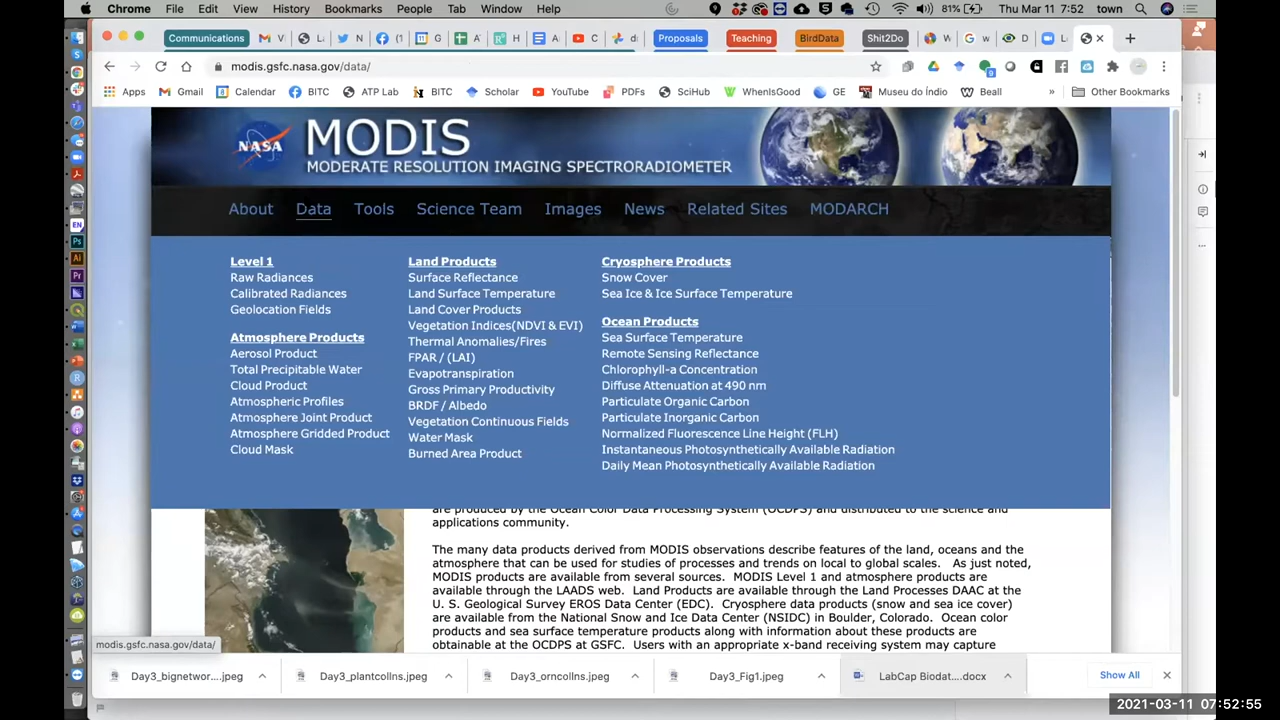 Chrome File Edit View History Bookmarks People Tab Window Help 81% Thu Mar 11 7:52 town
Communications Proposals Teaching BirdData Shit2Do
modis.gsfc.nasa.gov/data/
Apps Gmail Calendar BITC ATP Lab BITC Scholar YouTube PDFs SciHub WhenIsGood GE Museu do Índio Beall » Other Bookmarks
NASA MODIS
MODERATE RESOLUTION IMAGING SPECTRORADIOMETER
About Data Tools Science Team Images News Related Sites MODARCH
Level 1
Raw Radiances
Calibrated Radiances
Geolocation Fields
Atmosphere Products
Aerosol Product
Total Precipitable Water
Cloud Product
Atmospheric Profiles
Atmosphere Joint Product
Atmosphere Gridded Product
Cloud Mask
Land Products
Surface Reflectance
Land Surface Temperature
Land Cover Products
Vegetation Indices(NDVI & EVI)
Thermal Anomalies/Fires
FPAR / (LAI)
Evapotranspiration
Gross Primary Productivity
BRDF / Albedo
Vegetation Continuous Fields
Water Mask
Burned Area Product
Cryosphere Products
Snow Cover
Sea Ice & Ice Surface Temperature
Ocean Products
Sea Surface Temperature
Remote Sensing Reflectance
Chlorophyll-a Concentration
Diffuse Attenuation at 490 nm
Particulate Organic Carbon
Particulate Inorganic Carbon
Normalized Fluorescence Line Height (FLH)
Instantaneous Photosynthetically Available Radiation
Daily Mean Photosynthetically Available Radiation
are produced by the Ocean Color Data Processing System (OCDPS) and distributed to the science and
applications community.
The many data products derived from MODIS observations describe features of the land, oceans and the
atmosphere that can be used for studies of processes and trends on local to global scales. As just noted,
MODIS products are available from several sources. MODIS Level 1 and atmosphere products are
available through the LAADS web. Land Products are available through the Land Processes DAAC at the
U. S. Geological Survey EROS Data Center (EDC). Cryosphere data products (snow and sea ice cover)
are available from the National Snow and Ice Data Center (NSIDC) in Boulder, Colorado. Ocean color
products and sea surface temperature products along with information about these products are
obtainable at the OCDPS at GSFC. Users with an appropriate x-band receiving system may capture
modis.gsfc.nasa.gov/data/
Day3_bignetwor....jpeg Day3_plantcollns.jpeg Day3_orncollns.jpeg Day3_Fig1.jpeg LabCap Biodat....docx Show All
2021-03-11 07:52:55